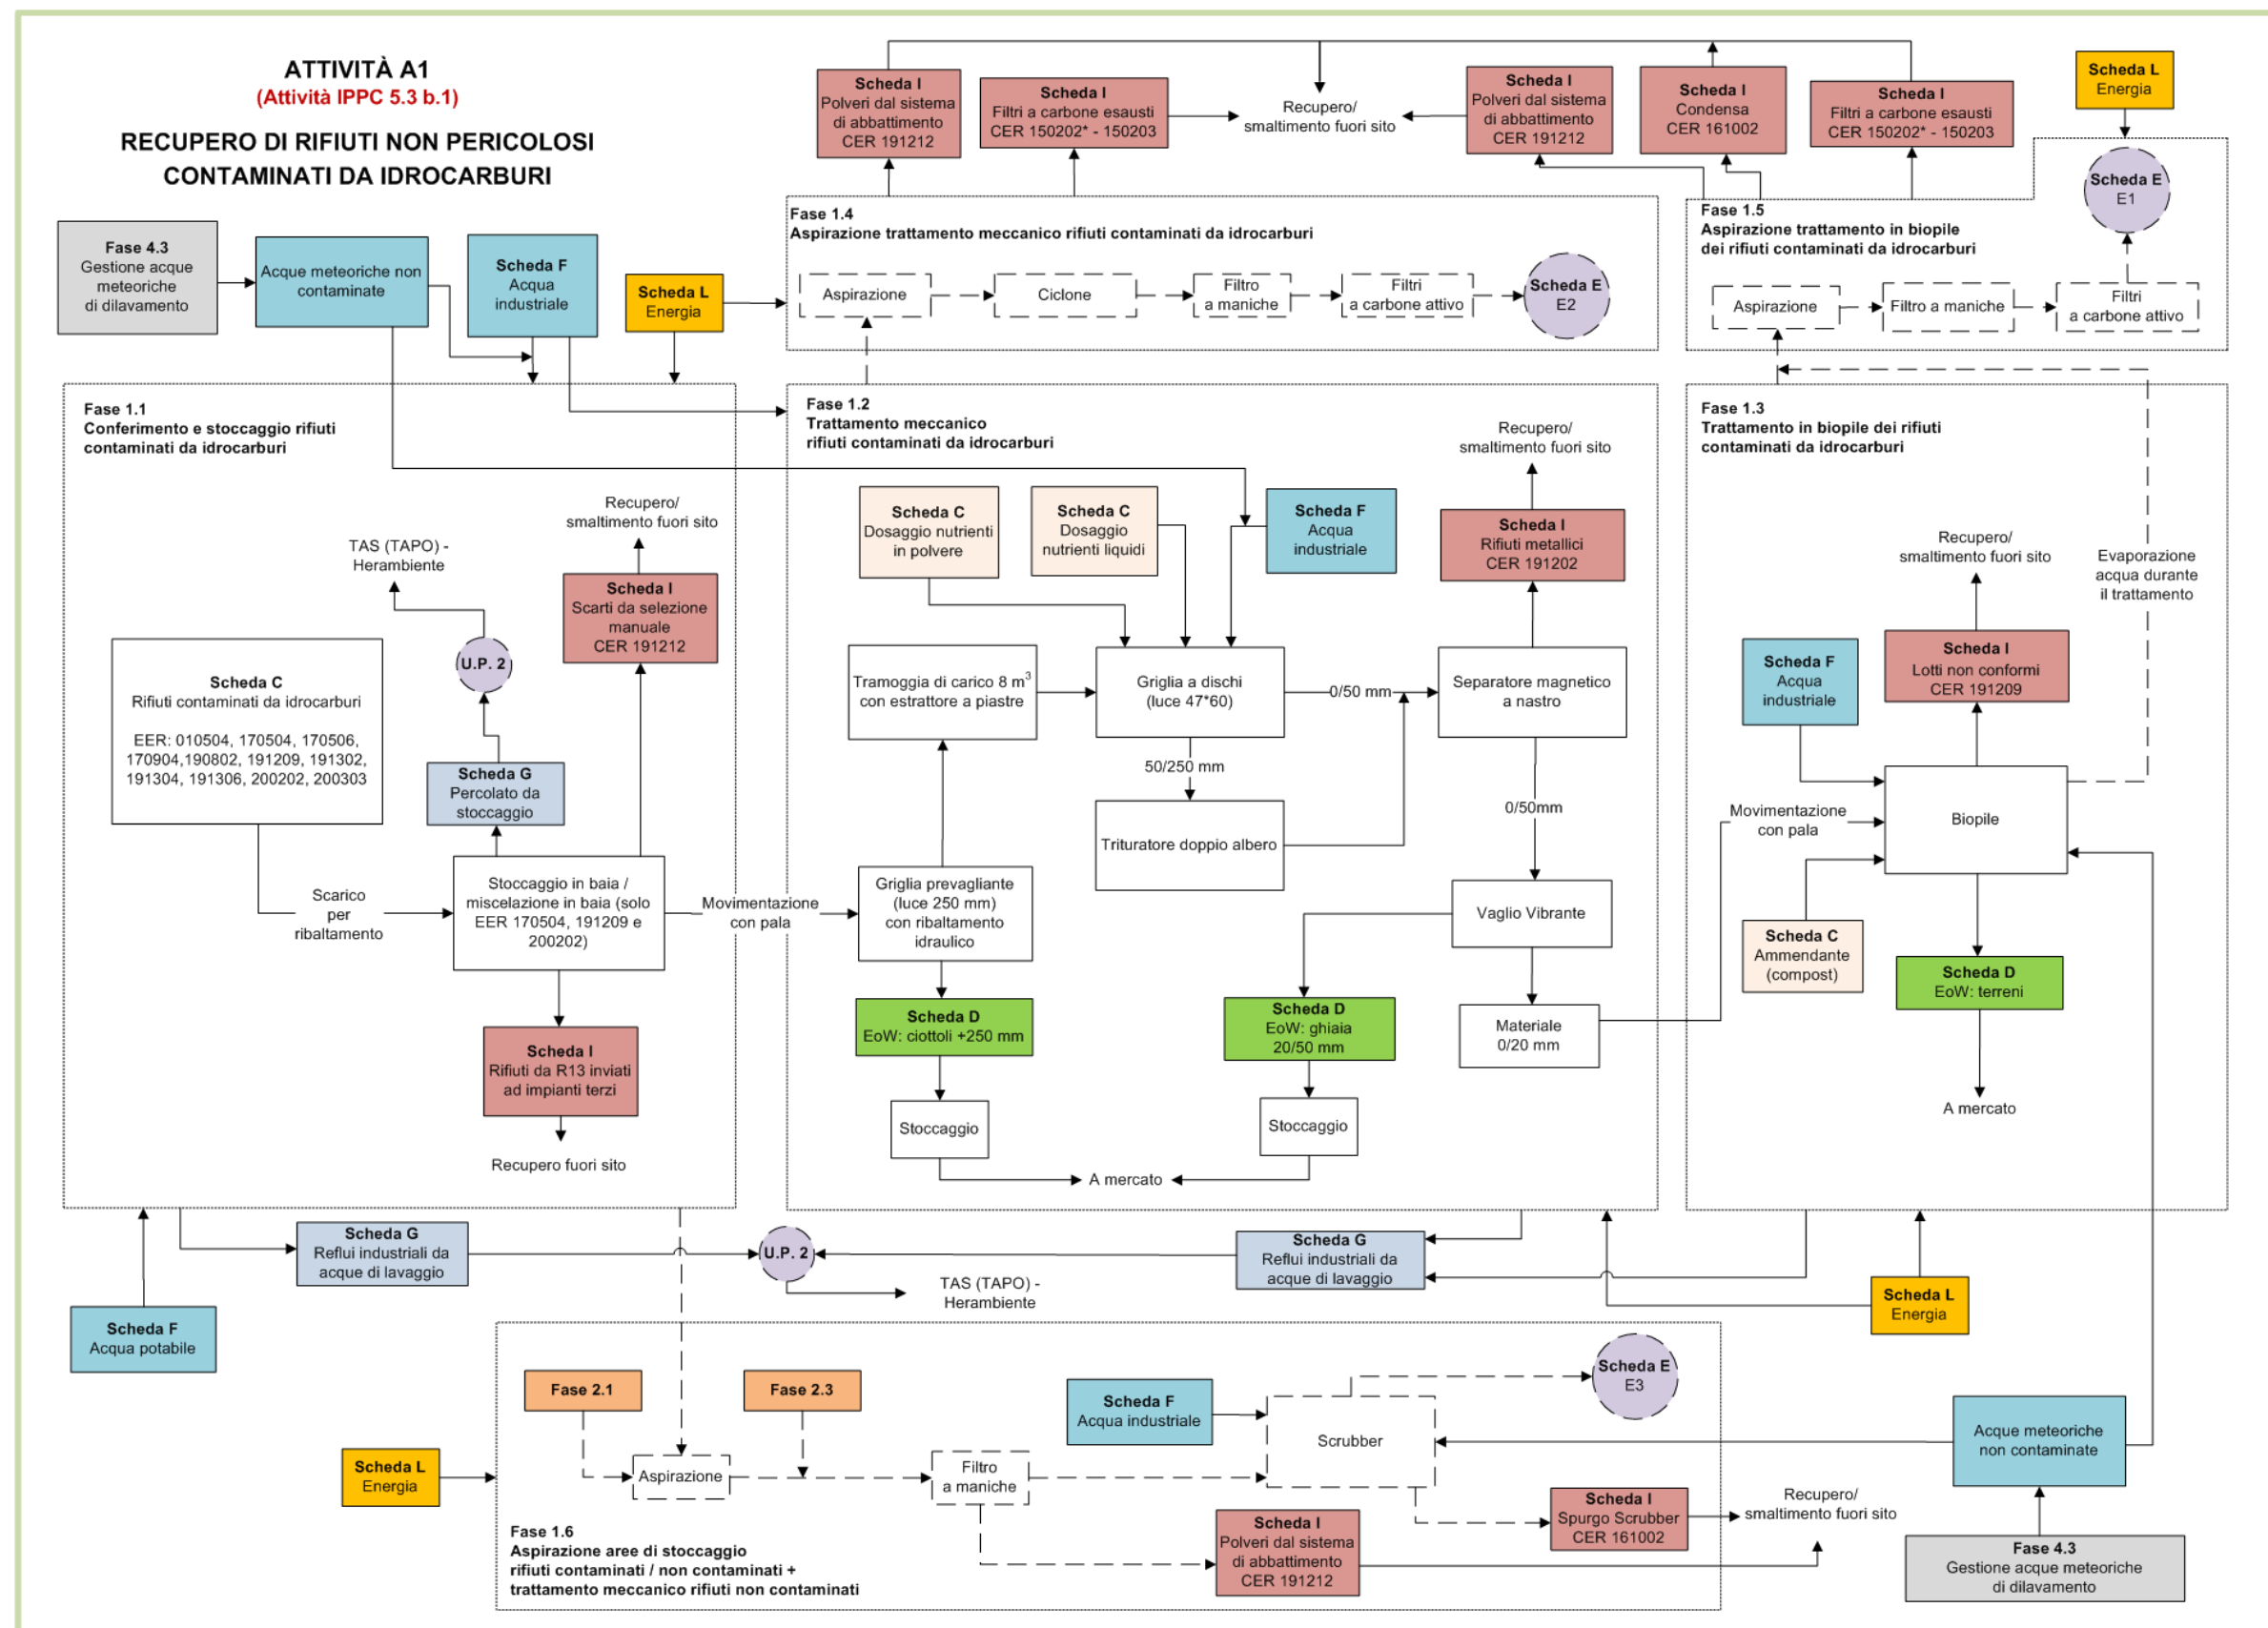 ATTIVITÀ A1
(Attività IPPC 5.3 b.1)
RECUPERO DI RIFIUTI NON PERICOLOSI
CONTAMINATI DA IDROCARBURI
Scheda I
Polveri dal sistema
di abbattimento
CER 191212
Scheda I
Filtri a carbone esausti
CER 150202* - 150203
Recupero/
smaltimento fuori sito
Scheda I
Polveri dal sistema
di abbattimento
CER 191212
Scheda I
Condensa
CER 161002
Scheda I
Filtri a carbone esausti
CER 150202* - 150203
Scheda L
Energia
Fase 4.3
Gestione acque
meteoriche
di dilavamento
Acque meteoriche non
contaminate
Scheda F
Acqua
industriale
Scheda L
Energia
Fase 1.4
Aspirazione trattamento meccanico rifiuti contaminati da idrocarburi
Aspirazione
Ciclone
Filtro
a maniche
Filtri
a carbone attivo
Scheda E
E2
Fase 1.5
Aspirazione trattamento in biopile
dei rifiuti contaminati da idrocarburi
Scheda E
E1
Aspirazione
Filtro a maniche
Filtri
a carbone attivo
Fase 1.1
Conferimento e stoccaggio rifiuti
contaminati da idrocarburi
Recupero/
smaltimento fuori sito
TAS (TAPO) -
Herambiente
Scheda I
Scarti da selezione
manuale
CER 191212
U.P. 2
Scheda C
Rifiuti contaminati da idrocarburi
EER: 010504, 170504, 170506,
170904,190802, 191209, 191302,
191304, 191306, 200202, 200303
Scheda G
Percolato da
stoccaggio
Scarico
per
ribaltamento
Stoccaggio in baia /
miscelazione in baia (solo
EER 170504, 191209 e
200202)
Movimentazione
con pala
Scheda I
Rifiuti da R13 inviati
ad impianti terzi
Recupero fuori sito
Fase 1.2
Trattamento meccanico
rifiuti contaminati da idrocarburi
Recupero/
smaltimento fuori sito
Scheda C
Dosaggio nutrienti
in polvere
Scheda C
Dosaggio
nutrienti liquidi
Scheda F
Acqua
industriale
Scheda I
Rifiuti metallici
CER 191202
Tramoggia di carico 8 m³
con estrattore a piastre
Griglia a dischi
(luce 47*60)
0/50 mm
Separatore magnetico
a nastro
50/250 mm
0/50mm
Trituratore doppio albero
Griglia prevagliante
(luce 250 mm)
con ribaltamento
idraulico
Vaglio Vibrante
Scheda D
EoW: ciottoli +250 mm
Scheda D
EoW: ghiaia
20/50 mm
Materiale
0/20 mm
Stoccaggio
Stoccaggio
A mercato
Fase 1.3
Trattamento in biopile dei rifiuti
contaminati da idrocarburi
Recupero/
smaltimento fuori sito
Evaporazione
acqua durante
il trattamento
Scheda F
Acqua
industriale
Scheda I
Lotti non conformi
CER 191209
Movimentazione
con pala
Biopile
Scheda C
Ammendante
(compost)
Scheda D
EoW: terreni
A mercato
Scheda G
Reflui industriali da
acque di lavaggio
U.P. 2
Scheda G
Reflui industriali da
acque di lavaggio
TAS (TAPO) -
Herambiente
Scheda L
Energia
Scheda F
Acqua potabile
Fase 2.1
Fase 2.3
Scheda F
Acqua industriale
Scrubber
Scheda E
E3
Acque meteoriche
non contaminate
Scheda L
Energia
Aspirazione
Filtro
a maniche
Scheda I
Spurgo Scrubber
CER 161002
Recupero/
smaltimento fuori sito
Scheda I
Polveri dal sistema
di abbattimento
CER 191212
Fase 1.6
Aspirazione aree di stoccaggio
rifiuti contaminati / non contaminati +
trattamento meccanico rifiuti non contaminati
Fase 4.3
Gestione acque meteoriche
di dilavamento